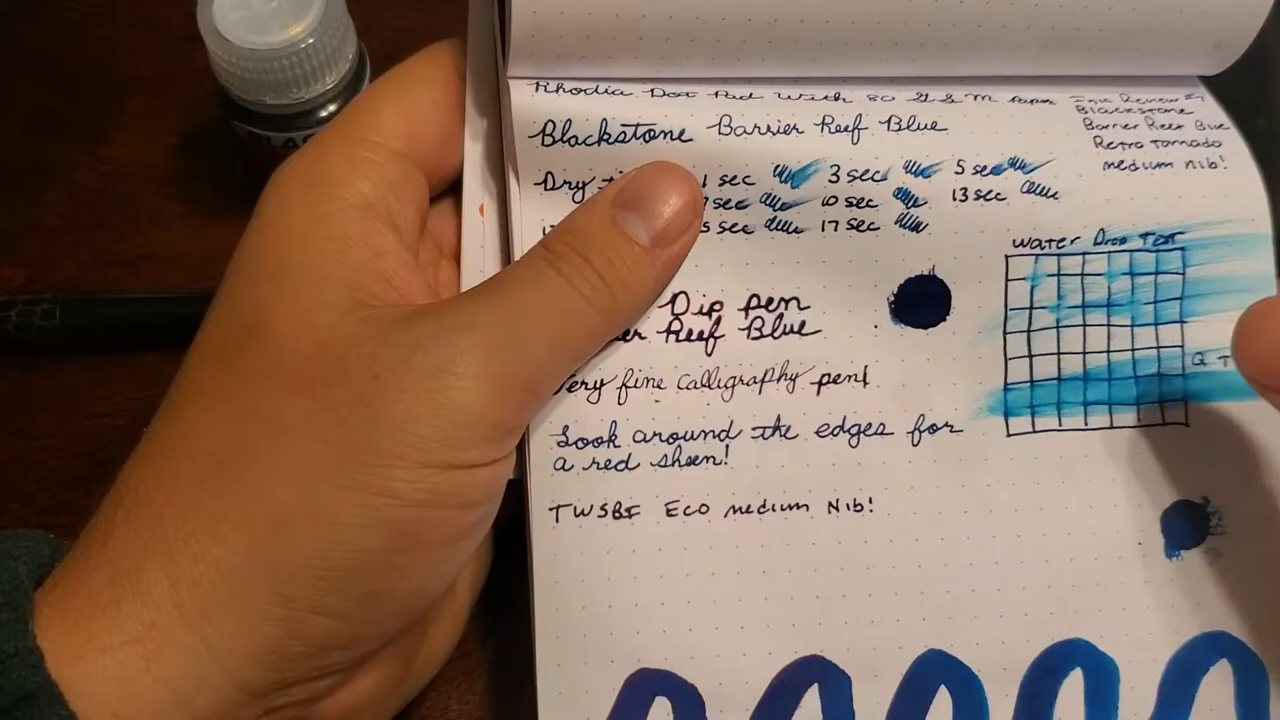 Rhodia Dot Pad With 80 G S M Paper
Ink Review #7
Blackstone
Barrier Reef Blue
Retro Tornado
medium nib!
Blackstone Barrier Reef Blue
Dry 1 sec 3 sec 5 sec
7 sec 10 sec 13 sec
15 sec 17 sec
Water Drop Test
Dip pen
Reef Blue
Q T
Very fine calligraphy pen!
Look around the edges for
a red sheen!
TWSBI Eco medium Nib!